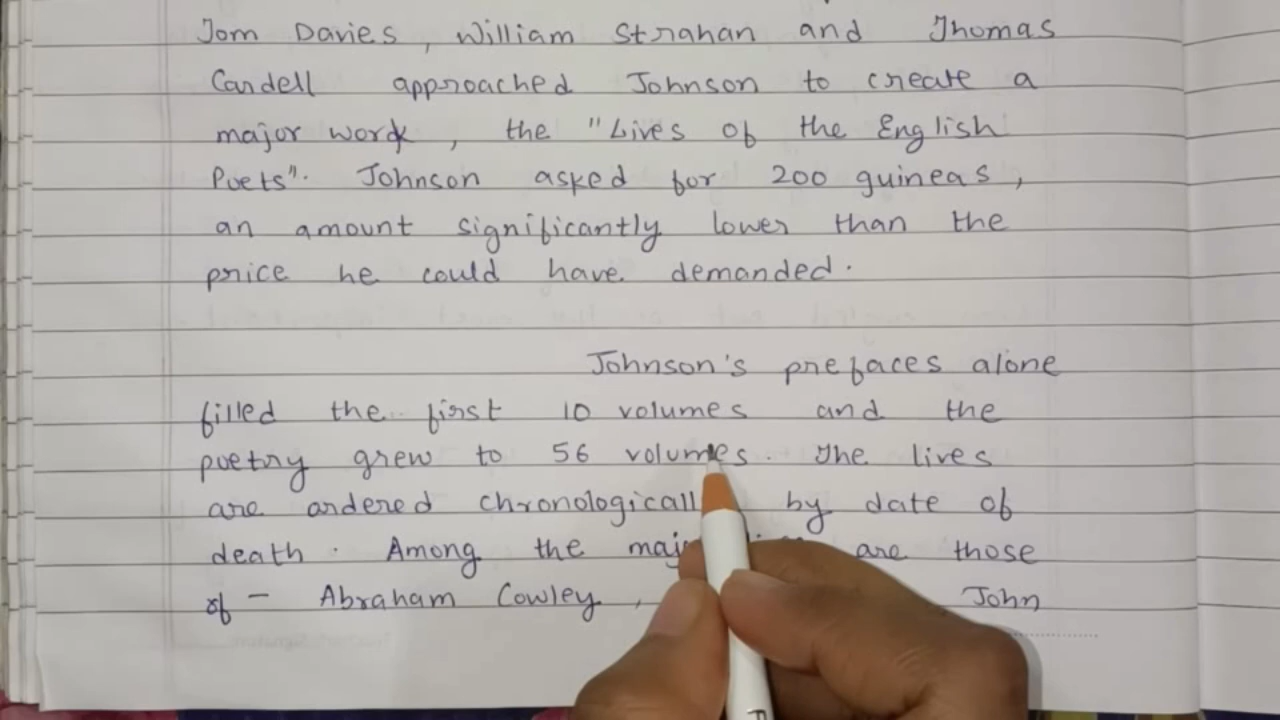 Tom Davies, William Strahan and Thomas
Cardell approached Johnson to create a
major work, the "Lives of the English
Poets". Johnson asked for 200 guineas,
an amount significantly lower than the
price he could have demanded.
Johnson's prefaces alone
filled the first 10 volumes and the
poetry grew to 56 volumes. The lives
are ordered by date of
death. Among the are those
of - Abraham Cowley, John